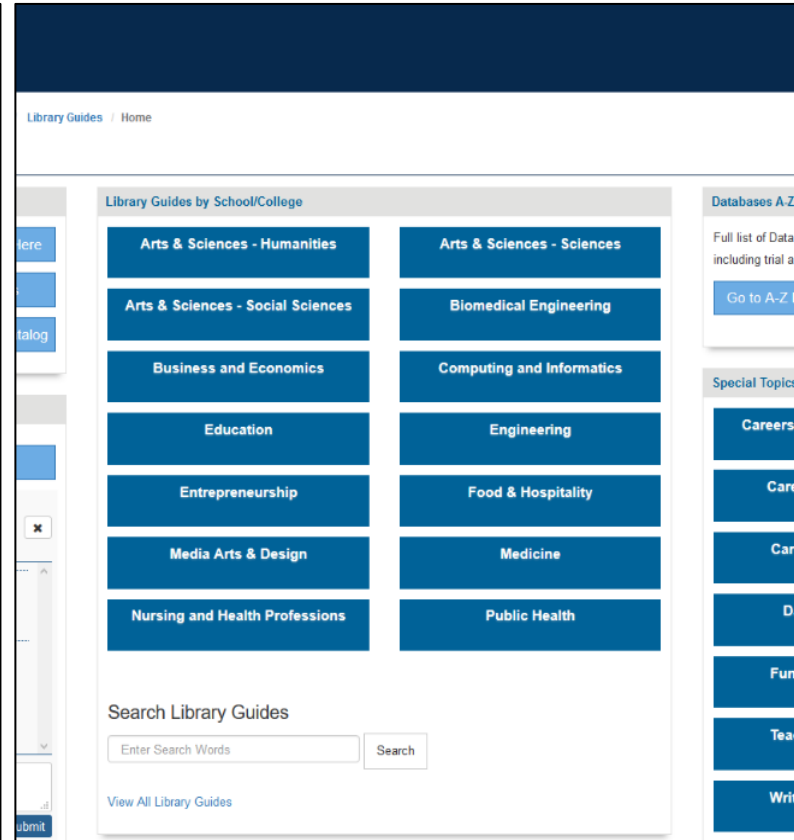 Library Guides / Home
Here
talog
ubmit
Library Guides by School/College
Arts & Sciences - Humanities
Arts & Sciences - Sciences
Arts & Sciences - Social Sciences
Biomedical Engineering
Business and Economics
Computing and Informatics
Education
Engineering
Entrepreneurship
Food & Hospitality
Media Arts & Design
Medicine
Nursing and Health Professions
Public Health
Search Library Guides
Enter Search Words
Search
View All Library Guides
Databases A-Z
Full list of Data
including trial a
Go to A-Z
Special Topics
Careers
Care
Car
D
Fun
Tea
Writ